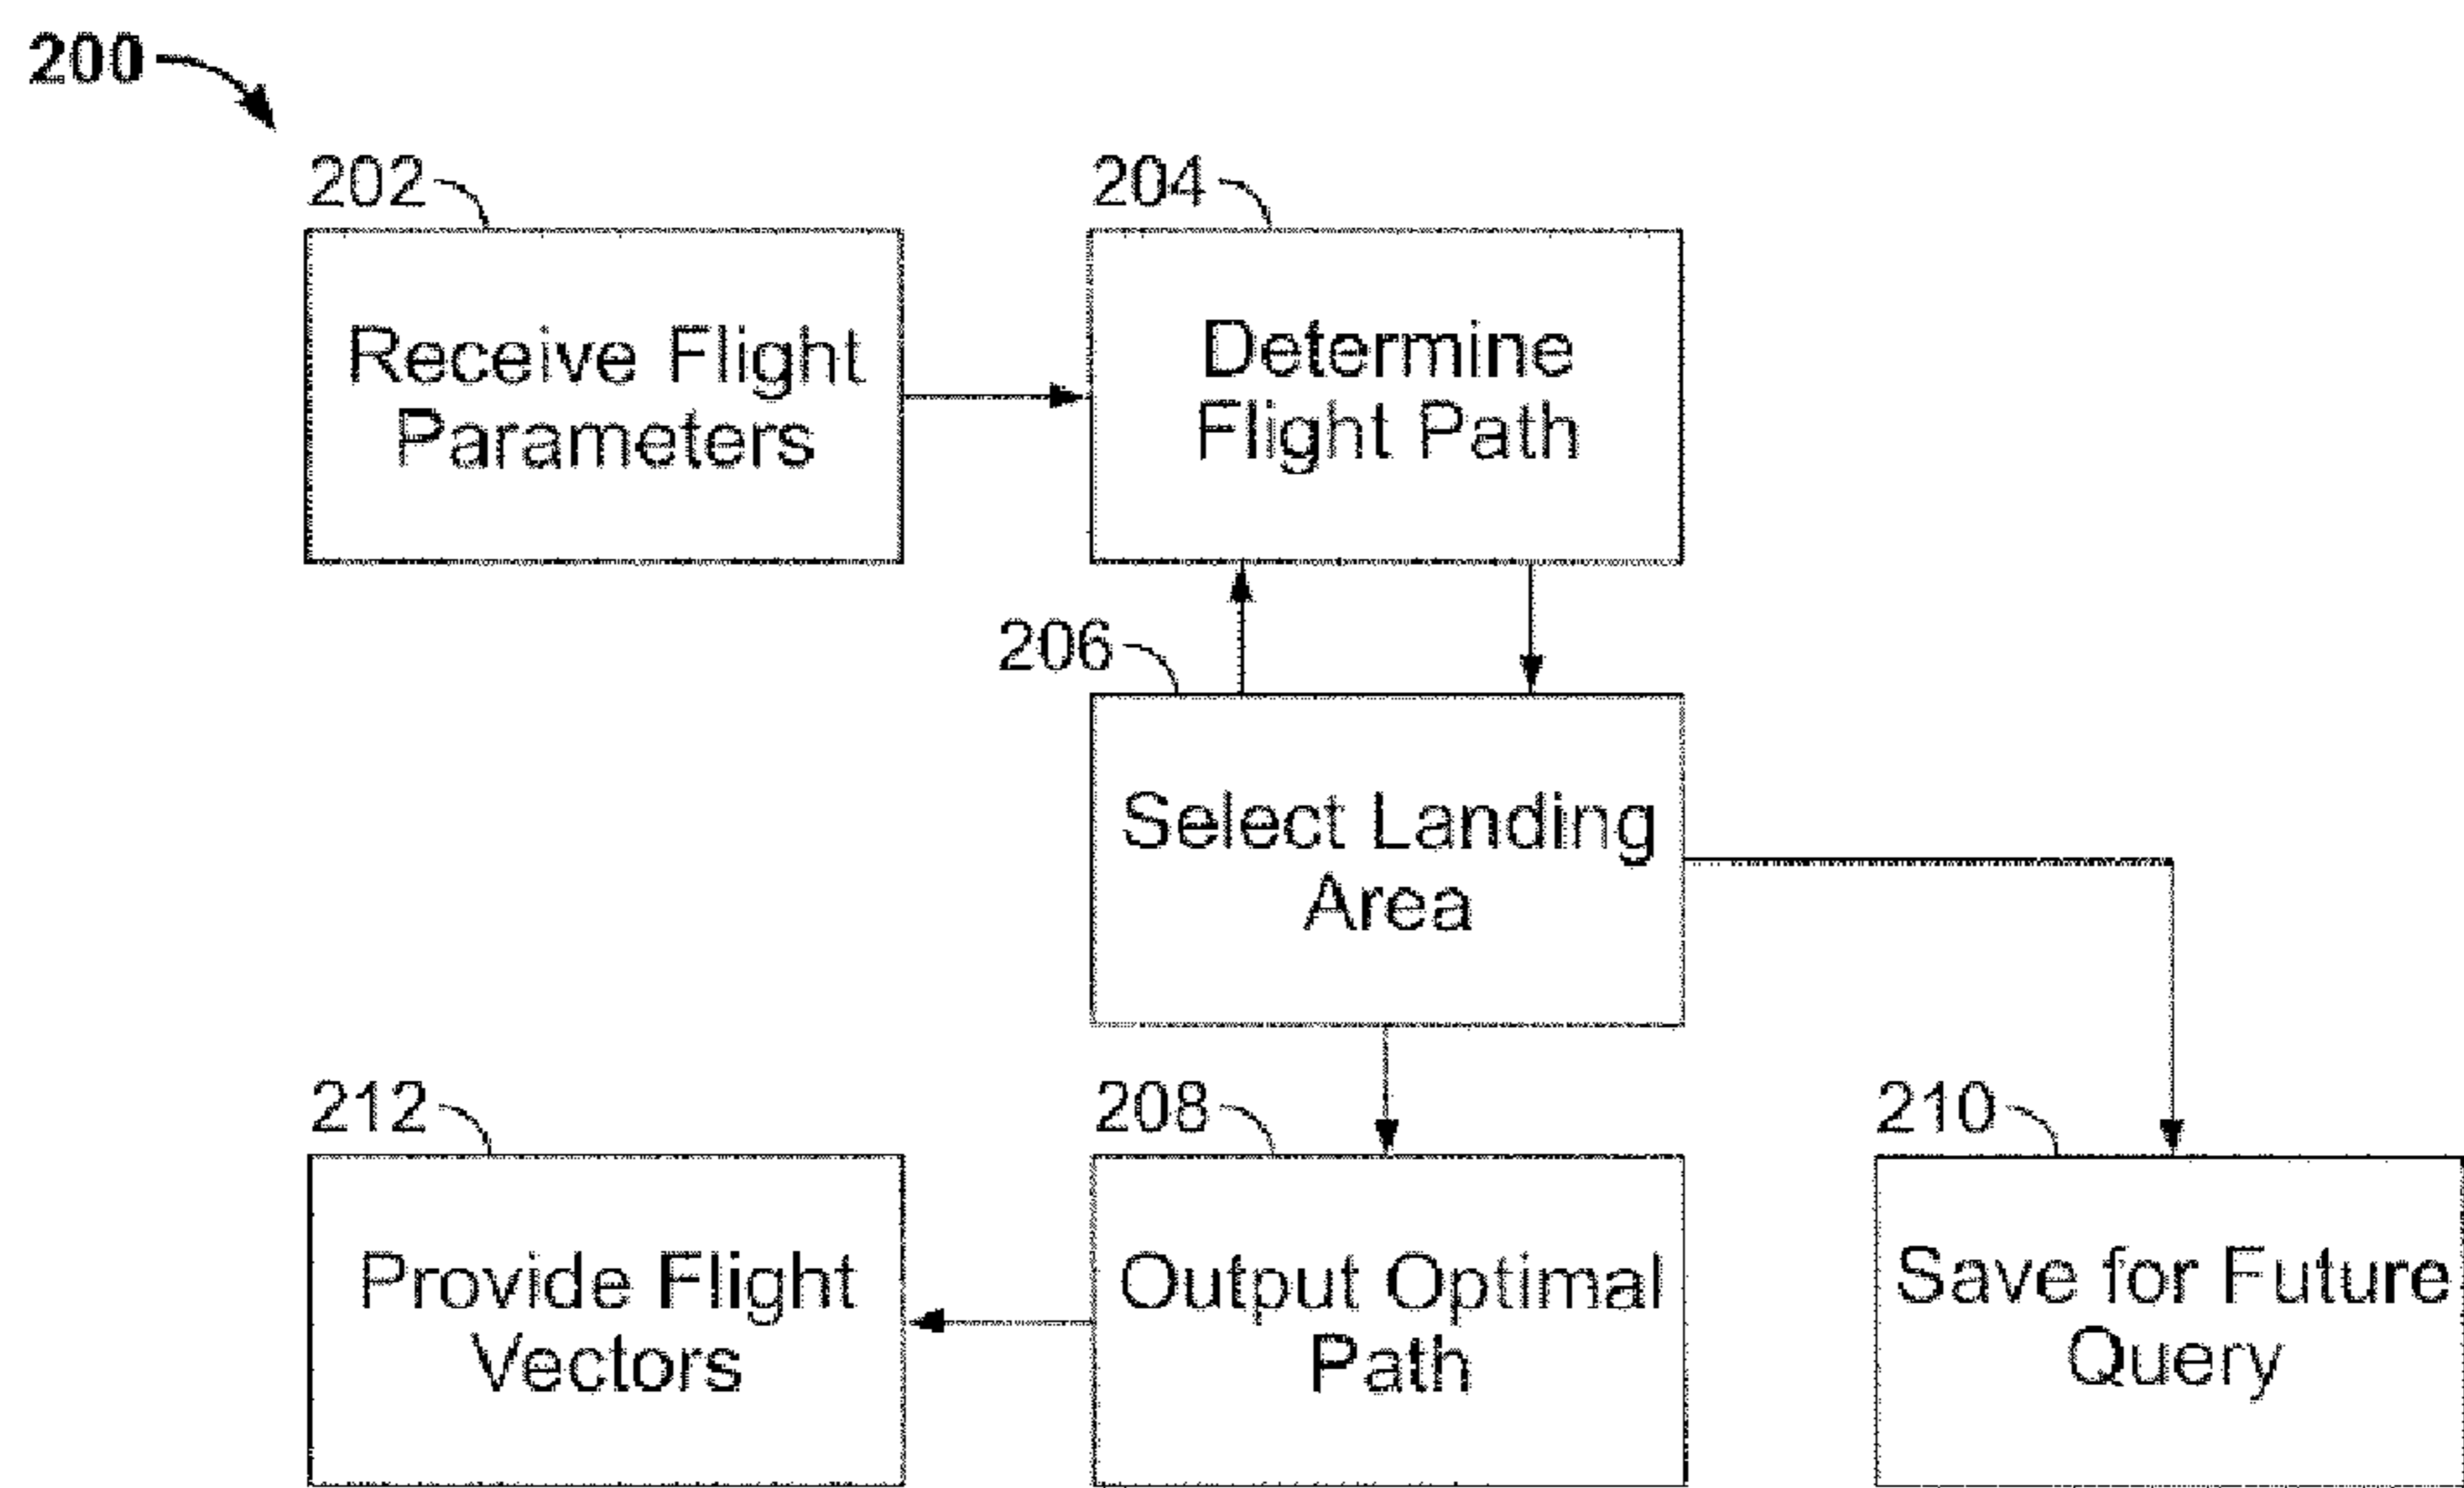 200
202
Receive Flight
Parameters
204
Determine
Flight Path
206
Select Landing
Area
212
Provide Flight
Vectors
208
Output Optimal
Path
210
Save for Future
Query